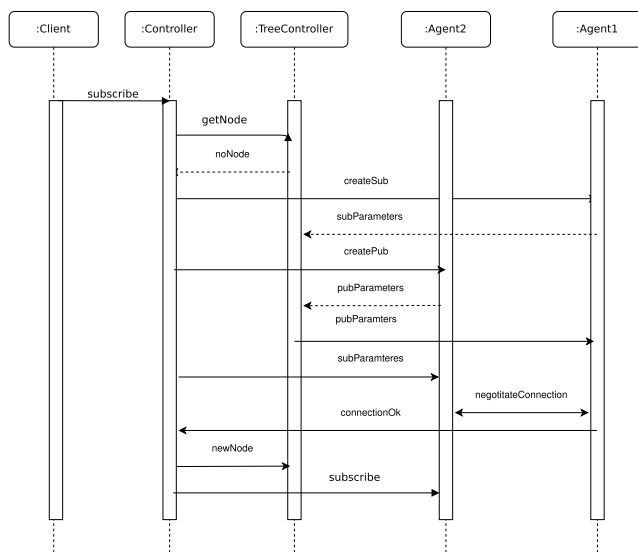 :Client
:Controller
:TreeController
:Agent2
:Agent1
subscribe
getNode
noNode
createSub
subParameters
createPub
pubParameters
pubParamters
subParamteres
negotitateConnection
connectionOk
newNode
subscribe